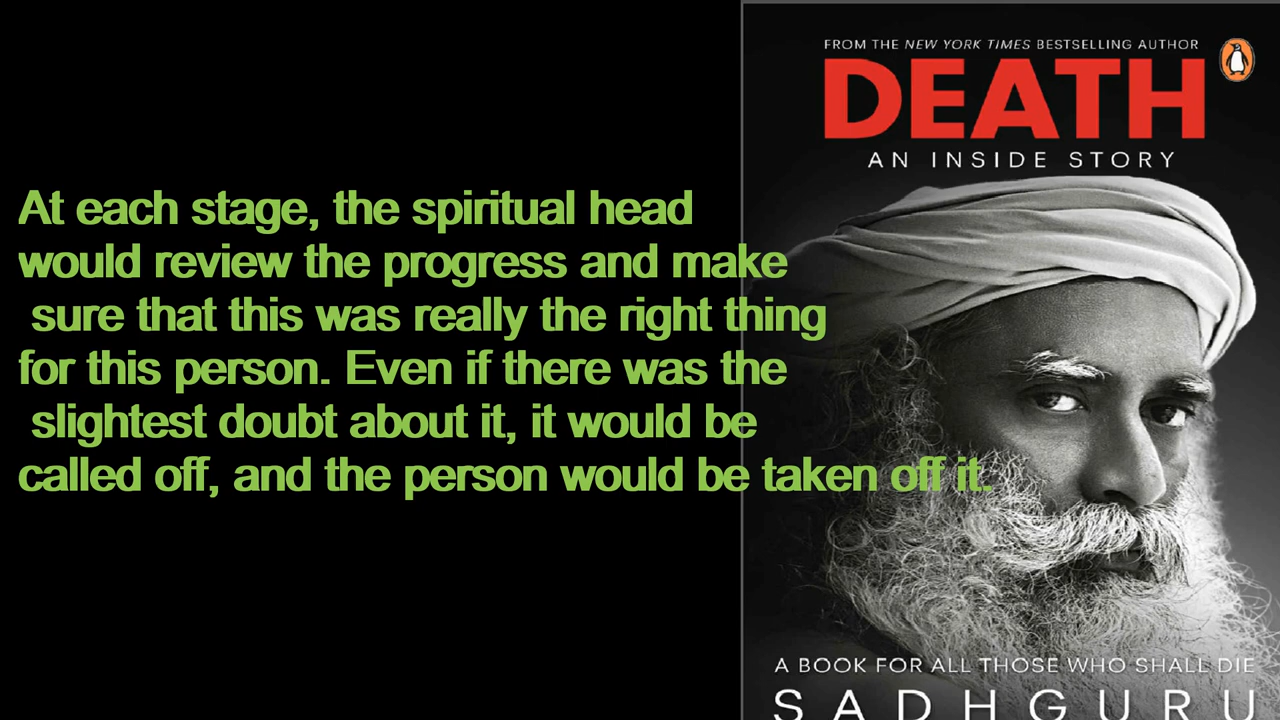 At each stage, the spiritual head
would review the progress and make
sure that this was really the right thing
for this person. Even if there was the
slightest doubt about it, it would be
called off, and the person would be taken off it.
FROM THE NEW YORK TIMES BESTSELLING AUTHOR
DEATH
AN INSIDE STORY
A BOOK FOR ALL THOSE WHO SHALL DIE
SADHGURU